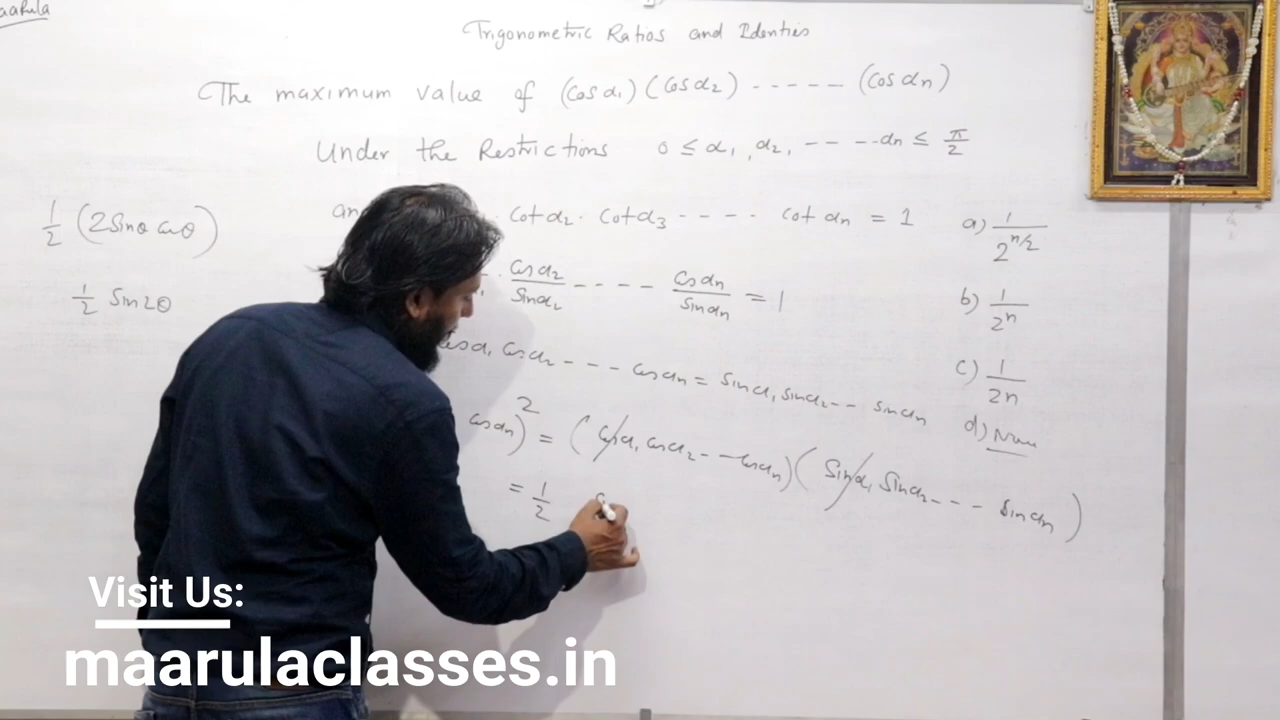 aarula
Trigonometric Ratios and Identies
The maximum value of (cos α₁) (cos α₂) ----- (cos αn)
Under the Restrictions 0 ≤ α₁, α₂, -- --αn ≤ π/2
an cot α₂ · cot α₃ ----- cot αn = 1
a) 1/2^(n/2)
1/2 (2 sinθ cosθ)
cos α₂/sin α₂ ---- cos αn/sin αn = 1
b) 1/2^n
1/2 Sin2θ
cos α₁ cos α₂ --- cos αn = sin α₁ sin α₂ -- sin αn
c) 1/2n
d) None
cos αn)² = (cos α₁ cos α₂ -- cos αn) (sin α₁ sin α₂ --- sin αn)
= 1/2
Visit Us:
maarulaclasses.in